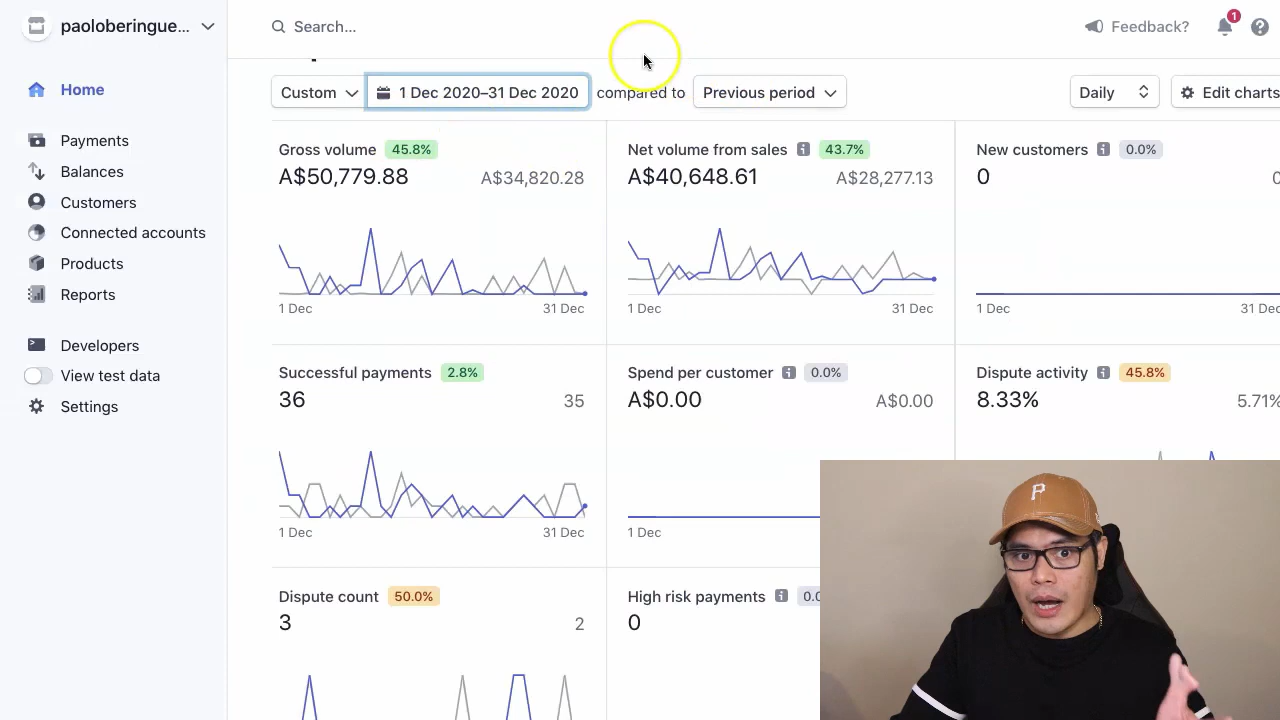 paoloberingue...
Search...
Feedback?
1
Home
Custom
1 Dec 2020–31 Dec 2020
compared to
Previous period
Daily
Edit charts
Payments
Balances
Customers
Connected accounts
Products
Reports
Developers
View test data
Settings
Gross volume 45.8%
A$50,779.88 A$34,820.28
1 Dec 31 Dec
Net volume from sales 43.7%
A$40,648.61 A$28,277.13
1 Dec 31 Dec
New customers 0.0%
0 0
1 Dec 31 Dec
Successful payments 2.8%
36 35
1 Dec 31 Dec
Spend per customer 0.0%
A$0.00 A$0.00
1 Dec
Dispute activity 45.8%
8.33% 5.71%
Dispute count 50.0%
3 2
High risk payments
0
P